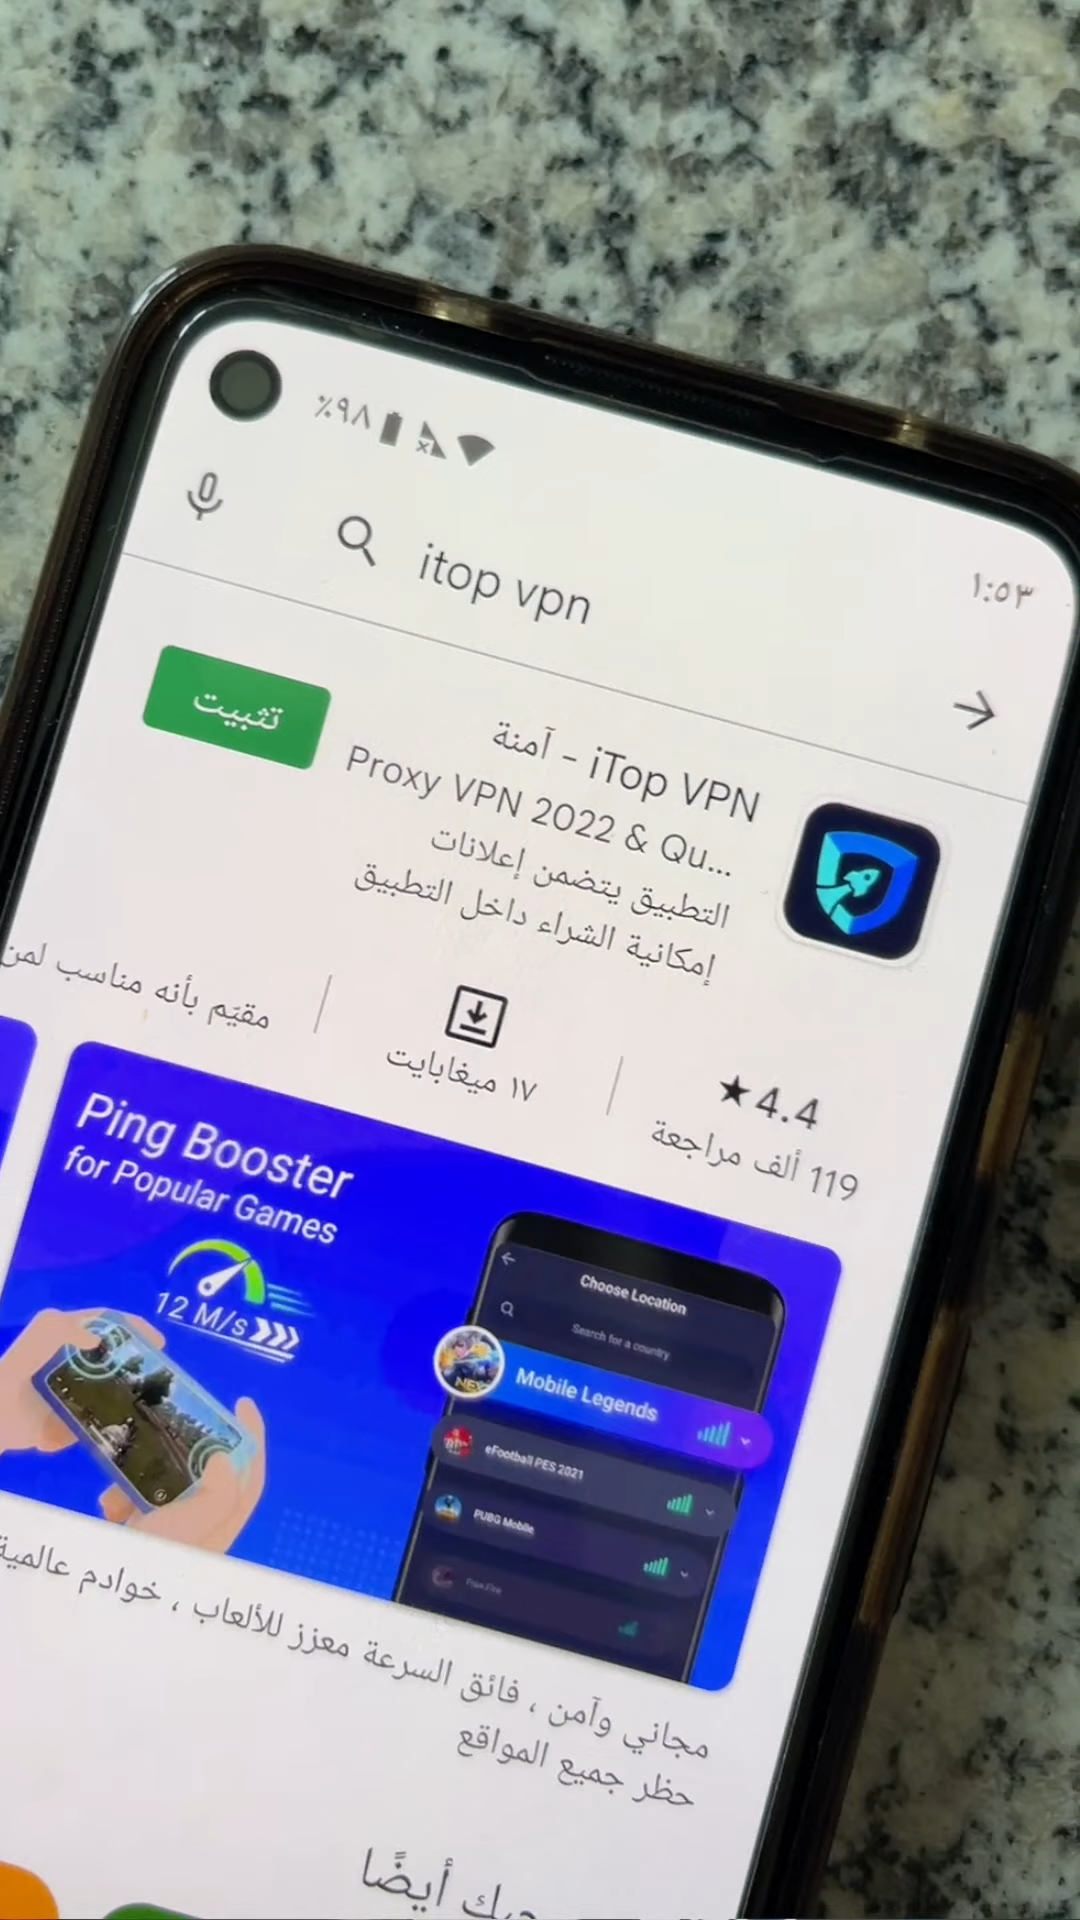 ٪٩٨
١:٥٣
itop vpn
تثبيت
iTop VPN - آمنة
Proxy VPN 2022 & Qu...
التطبيق يتضمن إعلانات
إمكانية الشراء داخل التطبيق
4.4★
119 ألف مراجعة
١٧ ميغابايت
مقيّم بأنه مناسب لمن
Ping Booster
for Popular Games
12 M/s
Choose Location
Search for a country
Mobile Legends
eFootball PES 2021
PUBG Mobile
Free Fire
مجاني وآمن ، فائق السرعة معزز للألعاب ، خوادم عالمية
حظر جميع المواقع
أيضًا